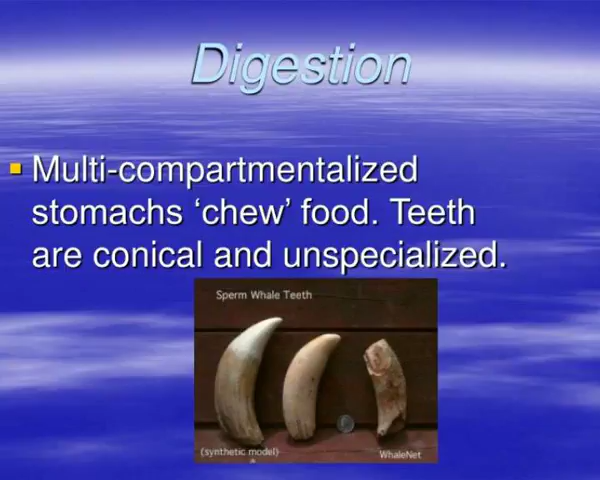 Digestion
Multi-compartmentalized
stomachs ‘chew’ food. Teeth
are conical and unspecialized.
Sperm Whale Teeth
(synthetic model)
WhaleNet